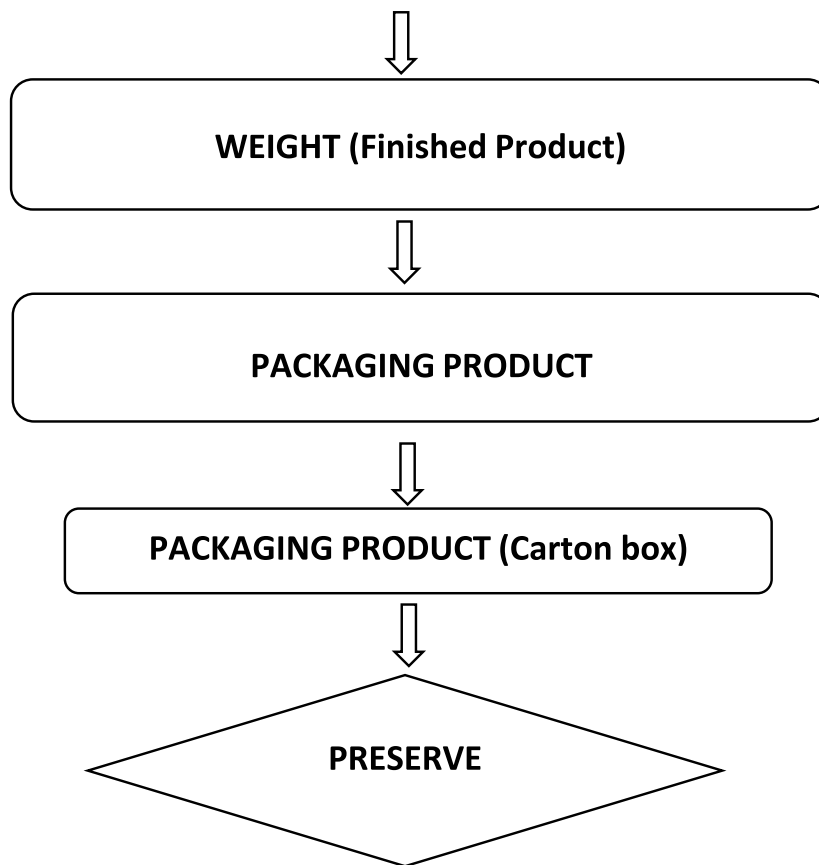 WEIGHT (Finished Product)
PACKAGING PRODUCT
PACKAGING PRODUCT (Carton box)
PRESERVE